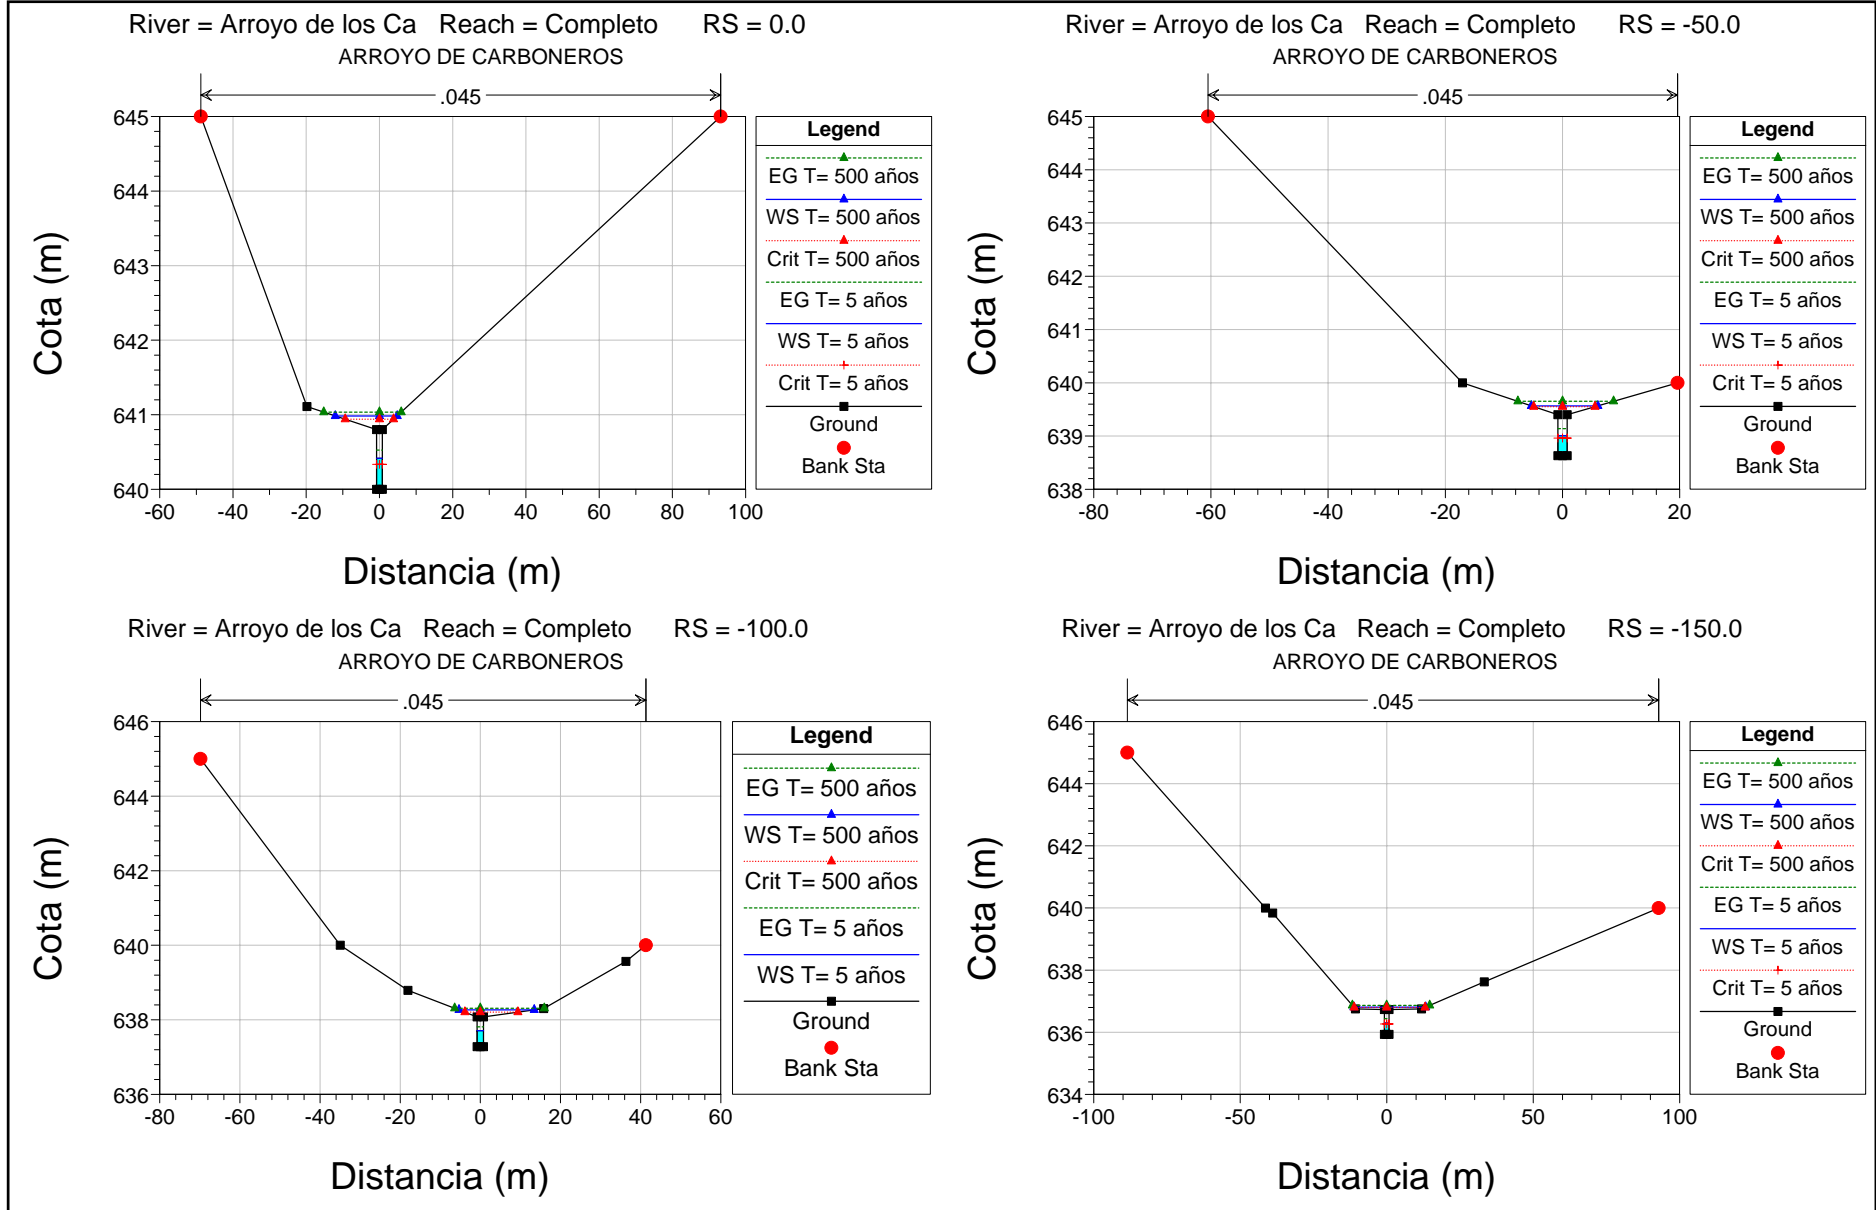 River = Arroyo de los Ca   Reach = Completo   RS = 0.0
ARROYO DE CARBONEROS
.045
645
644
643
642
641
640
-60 -40 -20 0 20 40 60 80 100
Cota (m)
Distancia (m)
Legend
EG T= 500 años
WS T= 500 años
Crit T= 500 años
EG T= 5 años
WS T= 5 años
Crit T= 5 años
Ground
Bank Sta
River = Arroyo de los Ca   Reach = Completo   RS = -50.0
ARROYO DE CARBONEROS
.045
645
644
643
642
641
640
639
638
-80 -60 -40 -20 0 20
Cota (m)
Distancia (m)
Legend
EG T= 500 años
WS T= 500 años
Crit T= 500 años
EG T= 5 años
WS T= 5 años
Crit T= 5 años
Ground
Bank Sta
River = Arroyo de los Ca   Reach = Completo   RS = -100.0
ARROYO DE CARBONEROS
.045
646
644
642
640
638
636
-80 -60 -40 -20 0 20 40 60
Cota (m)
Distancia (m)
Legend
EG T= 500 años
WS T= 500 años
Crit T= 500 años
EG T= 5 años
WS T= 5 años
Ground
Bank Sta
River = Arroyo de los Ca   Reach = Completo   RS = -150.0
ARROYO DE CARBONEROS
.045
646
644
642
640
638
636
634
-100 -50 0 50 100
Cota (m)
Distancia (m)
Legend
EG T= 500 años
WS T= 500 años
Crit T= 500 años
EG T= 5 años
WS T= 5 años
Crit T= 5 años
Ground
Bank Sta